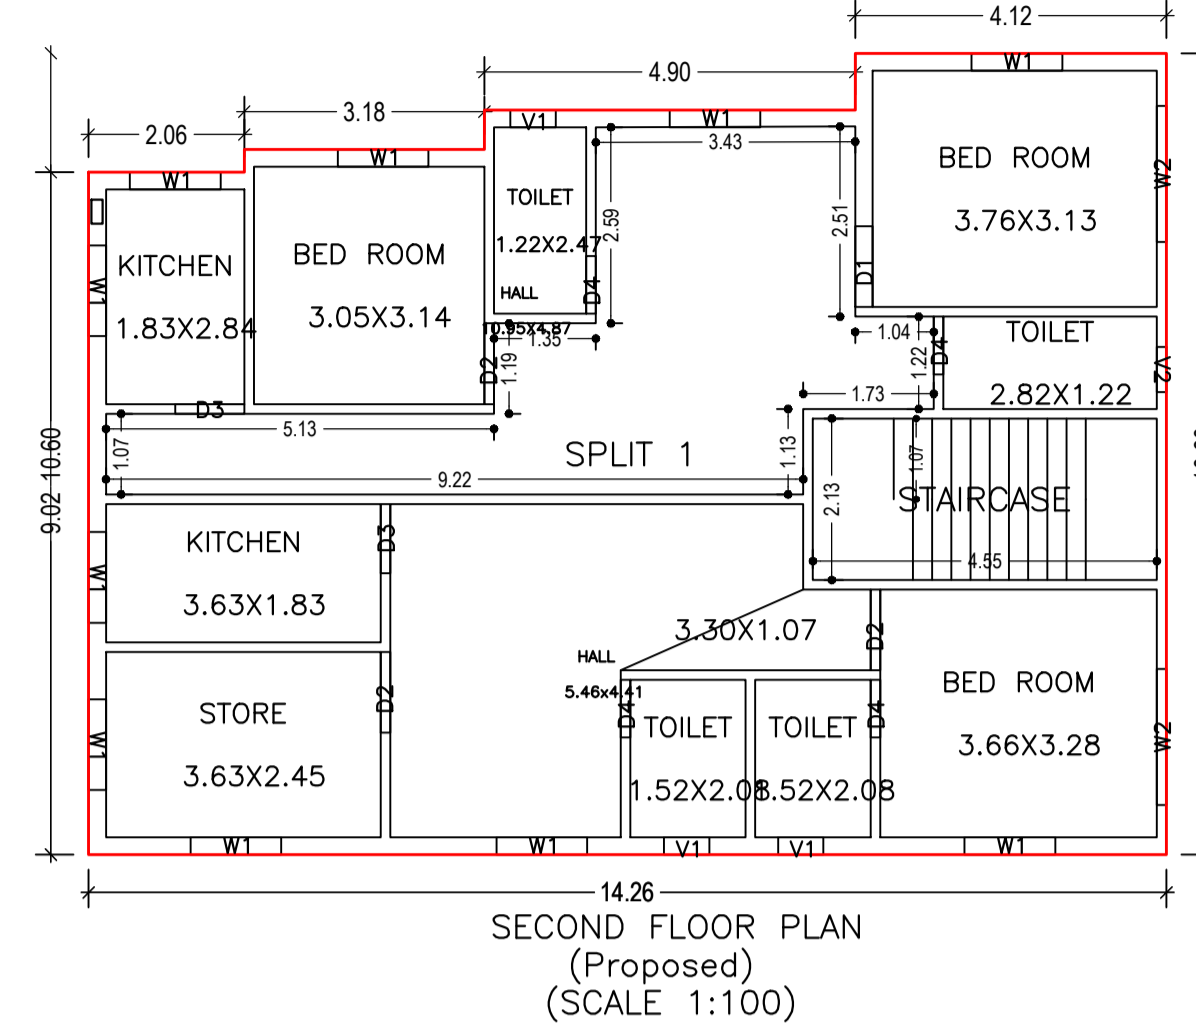 4.12
4.90
3.18
2.06
W1
V1
W1
W1
W1
3.43
BED ROOM
3.76X3.13
W2
TOILET
1.22X2.47
2.59
2.51
D4
D1
HALL
10.95X4.87
KITCHEN
1.83X2.84
W1
BED ROOM
3.05X3.14
1.35
1.19
D2
1.04
1.22
D4
TOILET
2.82X1.22
V2
D3
1.73
5.13
1.07
SPLIT 1
1.13
9.22
2.13
1.07
STAIRCASE
4.55
9.02
10.60
KITCHEN
3.63X1.83
W1
D3
3.30X1.07
D2
HALL
5.46x4.41
STORE
3.63X2.45
W1
D2
D4
TOILET
1.52X2.08
TOILET
1.52X2.08
D4
BED ROOM
3.66X3.28
W2
W1
W1
V1
V1
W1
14.26
SECOND FLOOR PLAN
(Proposed)
(SCALE 1:100)